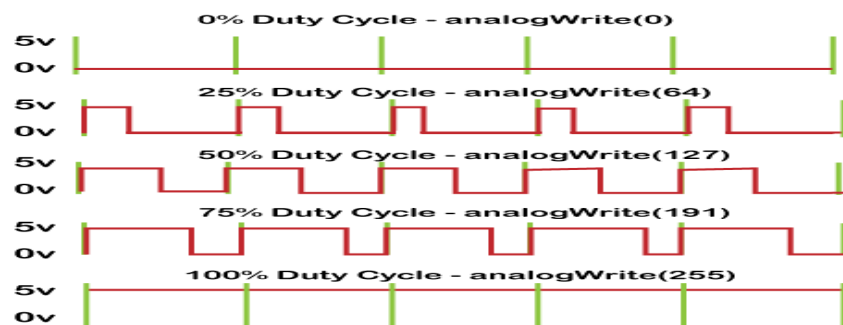 0% Duty Cycle - analogWrite(0)
5v
0v
25% Duty Cycle - analogWrite(64)
5v
0v
50% Duty Cycle - analogWrite(127)
5v
0v
75% Duty Cycle - analogWrite(191)
5v
0v
100% Duty Cycle - analogWrite(255)
5v
0v